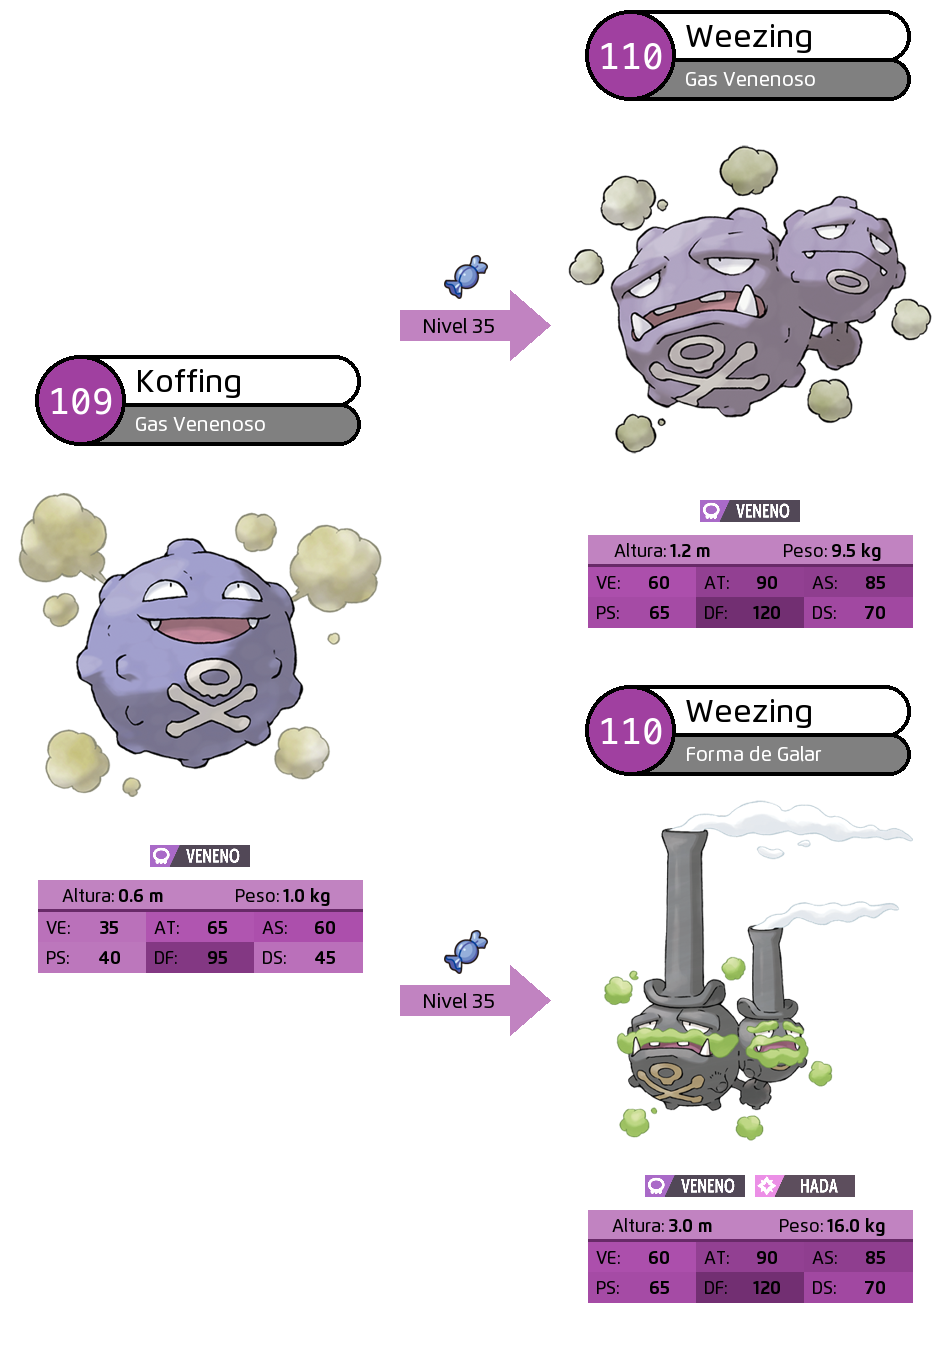 110
Weezing
Gas Venenoso
Nivel 35
109
Koffing
Gas Venenoso
VENENO
Altura: 1.2 m Peso: 9.5 kg
VE: 60 AT: 90 AS: 85
PS: 65 DF: 120 DS: 70
110
Weezing
Forma de Galar
VENENO
Altura: 0.6 m Peso: 1.0 kg
VE: 35 AT: 65 AS: 60
PS: 40 DF: 95 DS: 45
Nivel 35
VENENO HADA
Altura: 3.0 m Peso: 16.0 kg
VE: 60 AT: 90 AS: 85
PS: 65 DF: 120 DS: 70